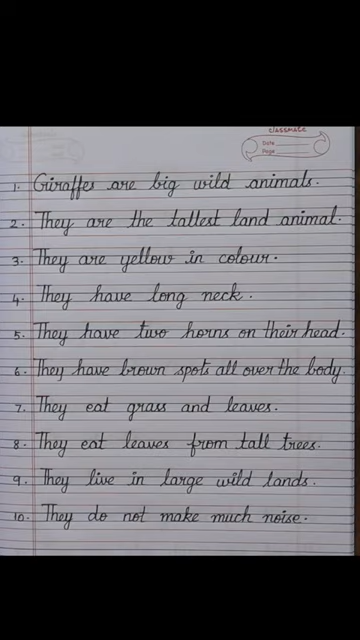 classmate
Date
Page
1. Giraffes are big wild animals.
2. They are the tallest land animal.
3. They are yellow in colour.
4. They have long neck.
5. They have two horns on their head.
6. They have brown spots all over the body.
7. They eat grass and leaves.
8. They eat leaves from tall trees.
9. They live in large wild lands.
10. They do not make much noise.